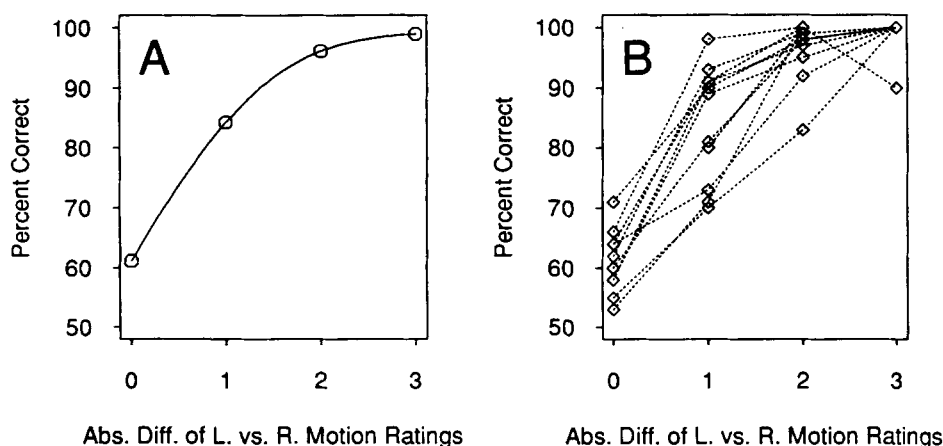 A
Percent Correct
100
90
80
70
60
50
0 1 2 3
Abs. Diff. of L. vs. R. Motion Ratings
B
Percent Correct
100
90
80
70
60
50
0 1 2 3
Abs. Diff. of L. vs. R. Motion Ratings